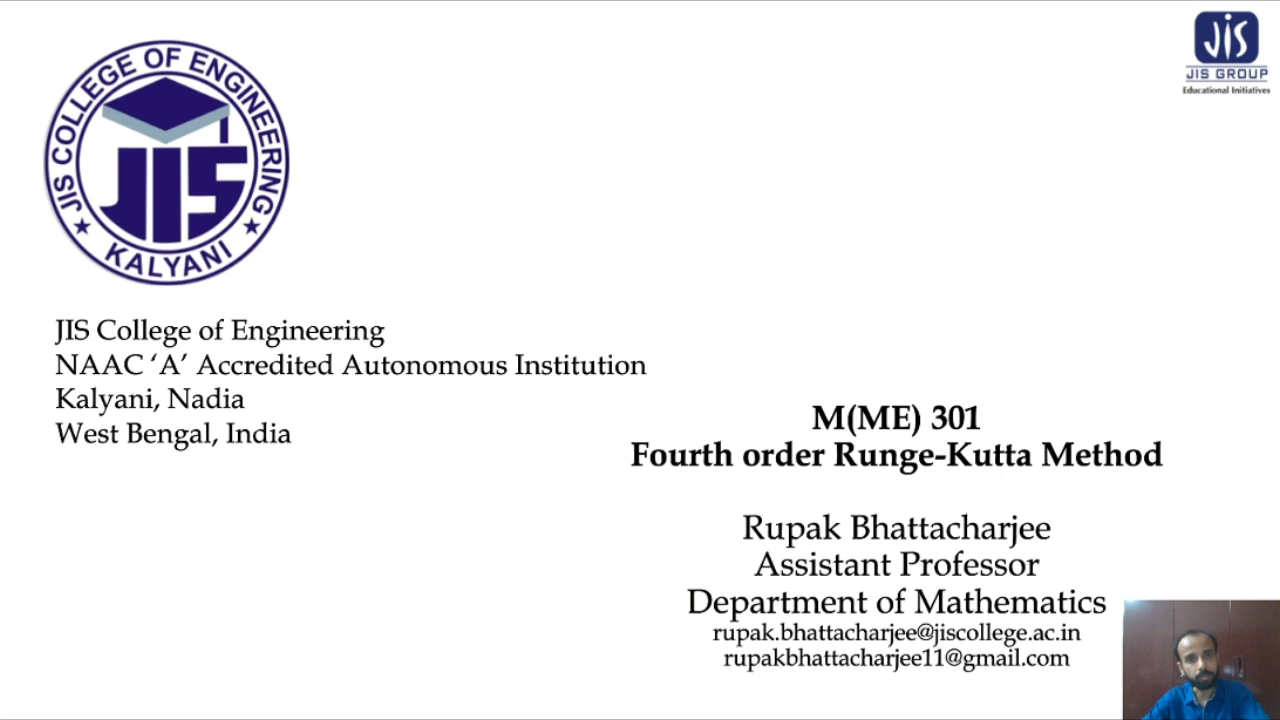 JIS COLLEGE OF ENGINEERING
JIS
KALYANI
JIS
JIS GROUP
Educational Initiatives
JIS College of Engineering
NAAC ‘A’ Accredited Autonomous Institution
Kalyani, Nadia
West Bengal, India
M(ME) 301
Fourth order Runge-Kutta Method
Rupak Bhattacharjee
Assistant Professor
Department of Mathematics
rupak.bhattacharjee@jiscollege.ac.in
rupakbhattacharjee11@gmail.com